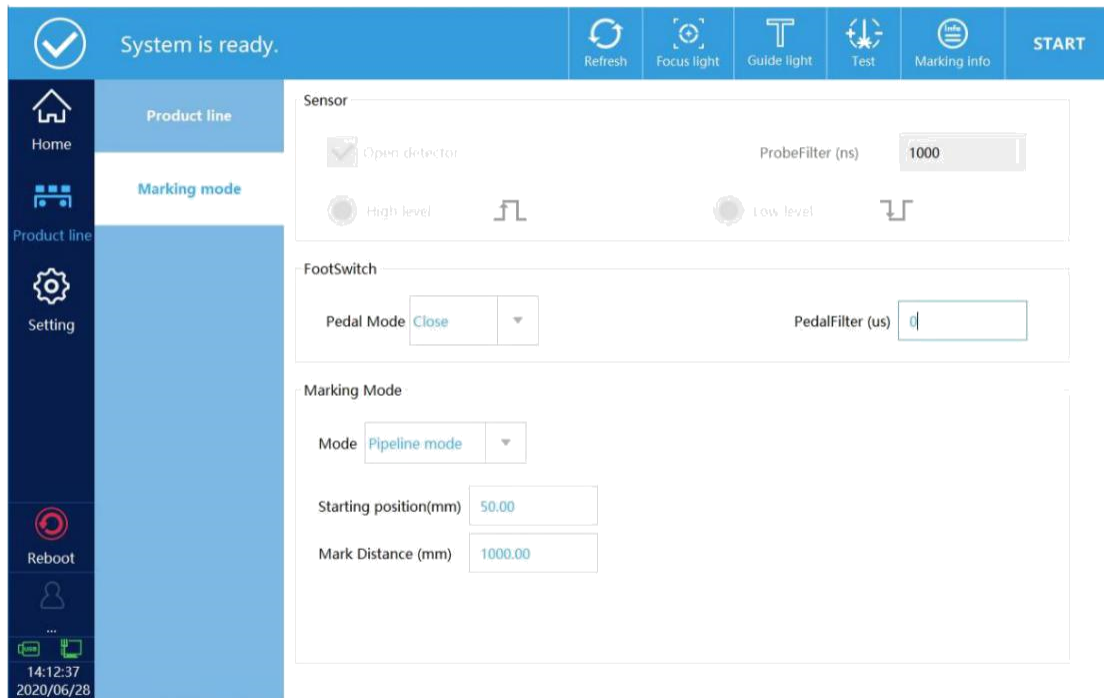 System is ready.
Refresh
Focus light
Guide light
Test
Info
Marking info
START
Home
Product line
Setting
Reboot
...
USB
14:12:37
2020/06/28
Product line
Marking mode
Sensor
Open detector
ProbeFilter (ns) 1000
High level
Low level
FootSwitch
Pedal Mode Close
PedalFilter (us) 0
Marking Mode
Mode Pipeline mode
Starting position(mm) 50.00
Mark Distance (mm) 1000.00